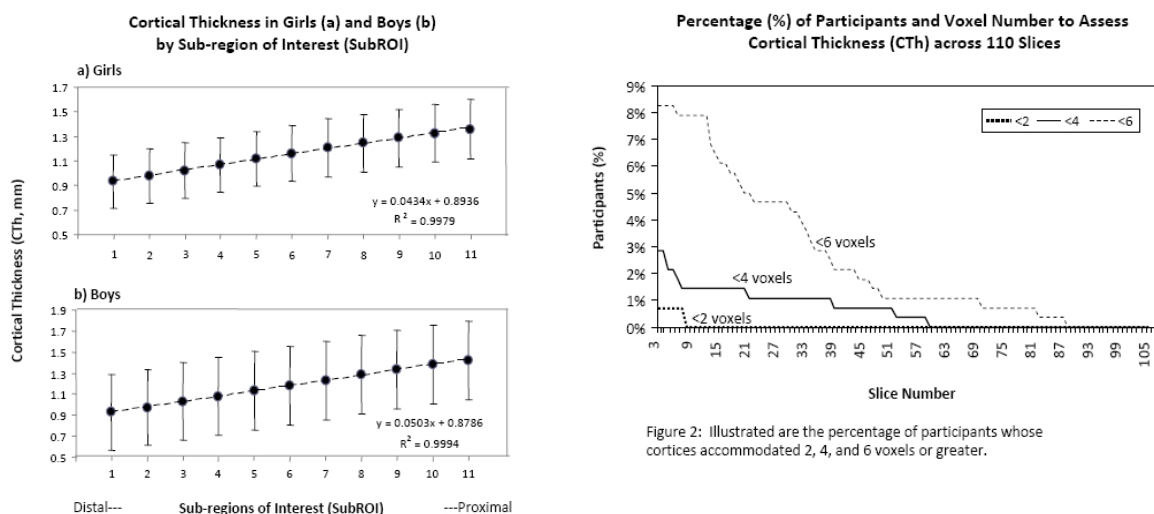 Cortical Thickness in Girls (a) and Boys (b)
by Sub-region of Interest (SubROI)
a) Girls
Cortical Thickness (CTh, mm)
1.7
1.5
1.3
1.1
0.9
0.7
0.5
y = 0.0434x + 0.8936
R² = 0.9979
1 2 3 4 5 6 7 8 9 10 11
b) Boys
1.9
1.7
1.5
1.3
1.1
0.9
0.7
0.5
y = 0.0503x + 0.8786
R² = 0.9994
1 2 3 4 5 6 7 8 9 10 11
Distal--- Sub-regions of Interest (SubROI) ---Proximal
Percentage (%) of Participants and Voxel Number to Assess
Cortical Thickness (CTh) across 110 Slices
Participants (%)
9%
8%
7%
6%
5%
4%
3%
2%
1%
0%
<2 <4 <6
<6 voxels
<4 voxels
<2 voxels
3 9 15 21 27 33 39 45 51 57 63 69 75 81 87 93 99 105
Slice Number
Figure 2: Illustrated are the percentage of participants whose
cortices accommodated 2, 4, and 6 voxels or greater.